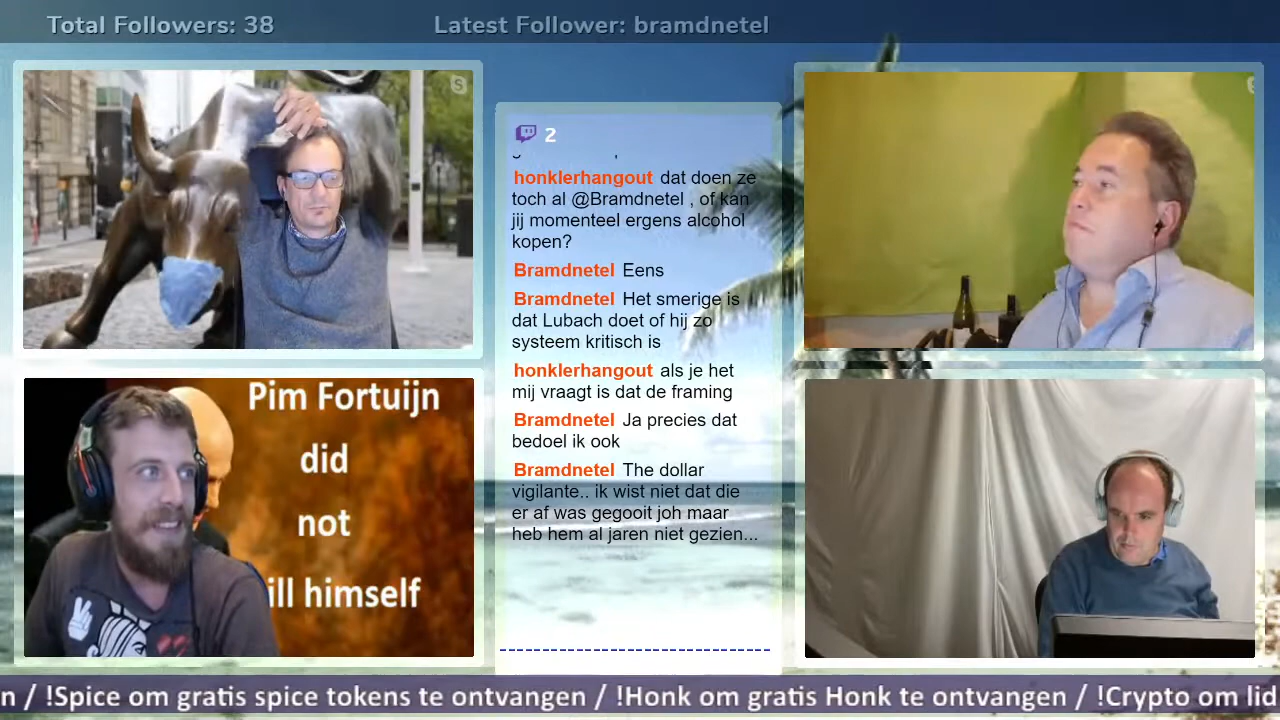 Total Followers: 38
Latest Follower: bramdnetel
2
honklerhangout dat doen ze
toch al @Bramdnetel , of kan
jij momenteel ergens alcohol
kopen?
Bramdnetel Eens
Bramdnetel Het smerige is
dat Lubach doet of hij zo
systeem kritisch is
honklerhangout als je het
mij vraagt is dat de framing
Bramdnetel Ja precies dat
bedoel ik ook
Bramdnetel The dollar
vigilante.. ik wist niet dat die
er af was gegooit joh maar
heb hem al jaren niet gezien...
Pim Fortuijn
did
not
ill himself
n / !Spice om gratis spice tokens te ontvangen / !Honk om gratis Honk te ontvangen / !Crypto om lid